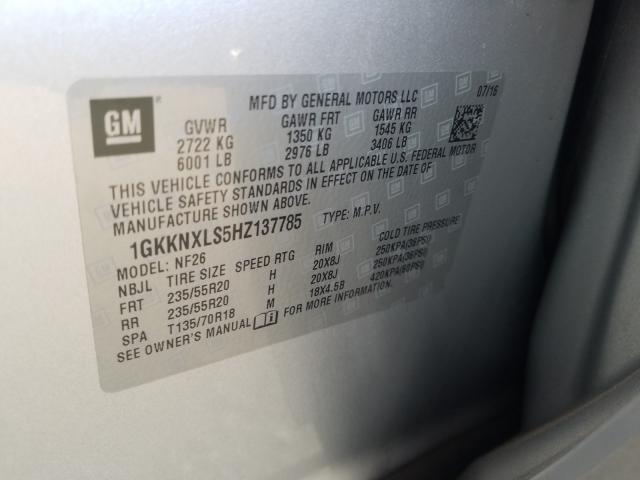 GM
MFD BY GENERAL MOTORS LLC 07/16
GVWR GAWR FRT GAWR RR
2722 KG 1350 KG 1545 KG
6001 LB 2976 LB 3406 LB
THIS VEHICLE CONFORMS TO ALL APPLICABLE U.S. FEDERAL MOTOR
VEHICLE SAFETY STANDARDS IN EFFECT ON THE DATE OF
MANUFACTURE SHOWN ABOVE.
1GKKNXLS5HZ137785 TYPE: M.P.V.
MODEL: NF26
NBJL TIRE SIZE SPEED RTG RIM COLD TIRE PRESSURE
FRT 235/55R20 H 20X8J 250KPA(36PSI)
RR 235/55R20 H 20X8J 250KPA(36PSI)
SPA T135/70R18 M 18X4.5B 420KPA(60PSI)
SEE OWNER'S MANUAL FOR MORE INFORMATION.